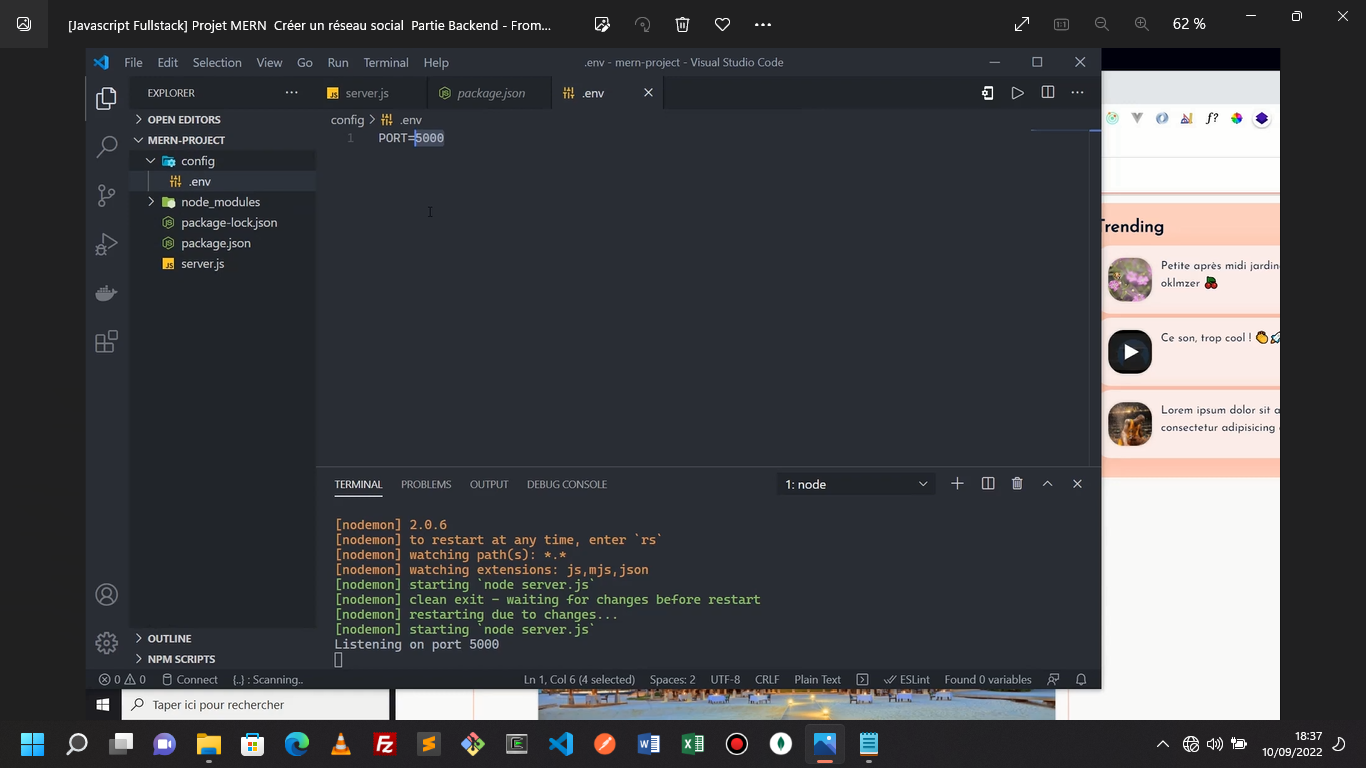 [Javascript Fullstack] Projet MERN Créer un réseau social Partie Backend - From...
62 %
File Edit Selection View Go Run Terminal Help
.env - mern-project - Visual Studio Code
EXPLORER
server.js
package.json
.env
OPEN EDITORS
MERN-PROJECT
config
.env
node_modules
package-lock.json
package.json
server.js
config > .env
1 PORT=5000
f?
Trending
Petite après midi jardin
oklmzer
Ce son, trop cool !
Lorem ipsum dolor sit a
consectetur adipisicing
TERMINAL PROBLEMS OUTPUT DEBUG CONSOLE
1: node
[nodemon] 2.0.6
[nodemon] to restart at any time, enter `rs`
[nodemon] watching path(s): *.*
[nodemon] watching extensions: js,mjs,json
[nodemon] starting `node server.js`
[nodemon] clean exit - waiting for changes before restart
[nodemon] restarting due to changes...
[nodemon] starting `node server.js`
Listening on port 5000
OUTLINE
NPM SCRIPTS
0 0 Connect {..} : Scanning..
Ln 1, Col 6 (4 selected) Spaces: 2 UTF-8 CRLF Plain Text ESLint Found 0 variables
Taper ici pour rechercher
18:37
10/09/2022